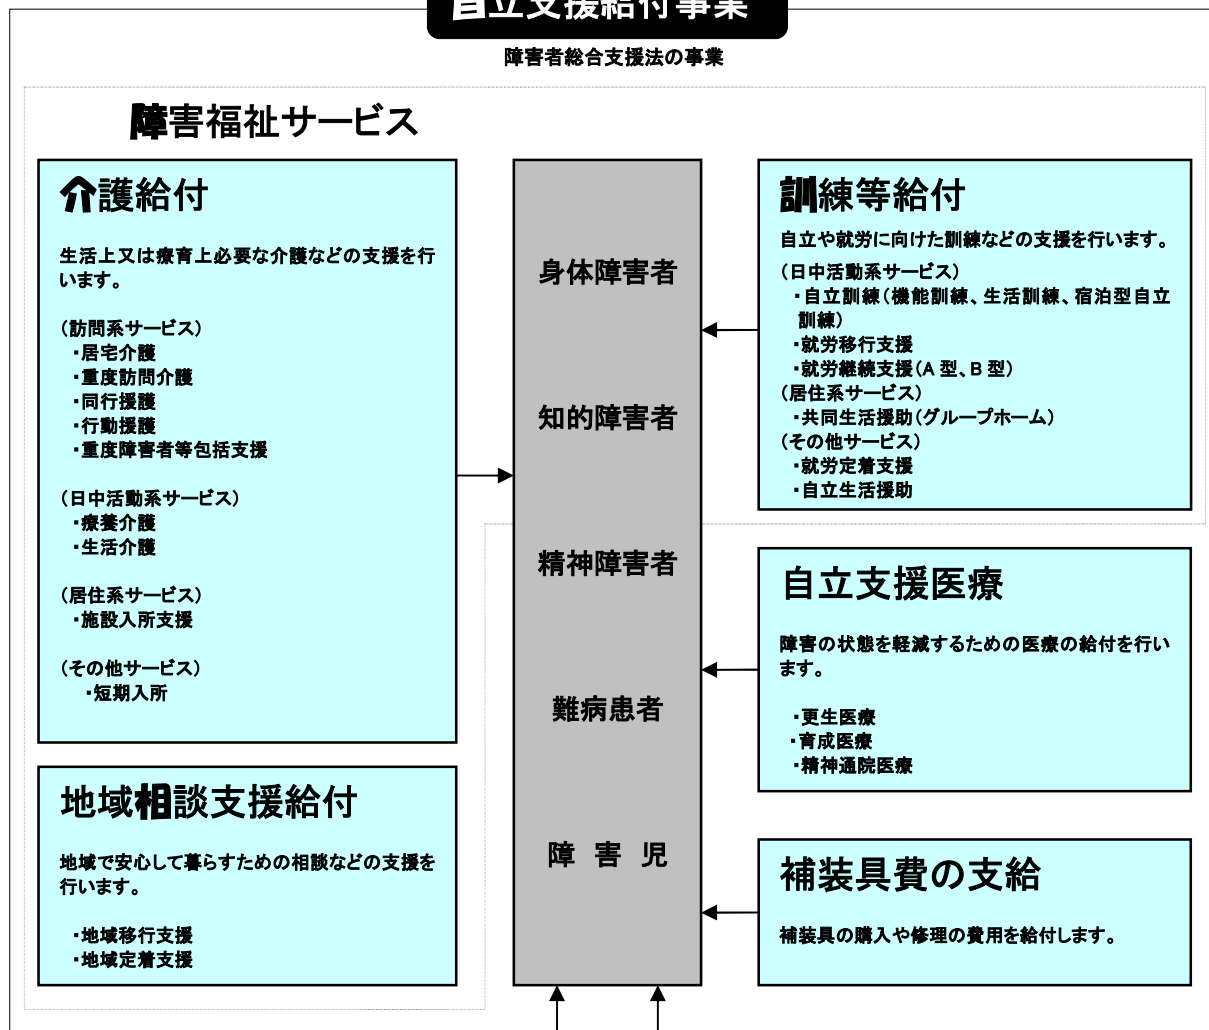 自立支援給付事業
障害者総合支援法の事業
障害福祉サービス
介護給付
生活上又は療育上必要な介護などの支援を行
います。
（訪問系サービス）
・居宅介護
・重度訪問介護
・同行援護
・行動援護
・重度障害者等包括支援
（日中活動系サービス）
・療養介護
・生活介護
（居住系サービス）
・施設入所支援
（その他サービス）
・短期入所
地域相談支援給付
地域で安心して暮らすための相談などの支援を
行います。
・地域移行支援
・地域定着支援
身体障害者
知的障害者
精神障害者
難病患者
障 害 児
訓練等給付
自立や就労に向けた訓練などの支援を行います。
（日中活動系サービス）
・自立訓練（機能訓練、生活訓練、宿泊型自立
訓練）
・就労移行支援
・就労継続支援（A 型、B 型）
（居住系サービス）
・共同生活援助（グループホーム）
（その他サービス）
・就労定着支援
・自立生活援助
自立支援医療
障害の状態を軽減するための医療の給付を行い
ます。
・更生医療
・育成医療
・精神通院医療
補装具費の支給
補装具の購入や修理の費用を給付します。